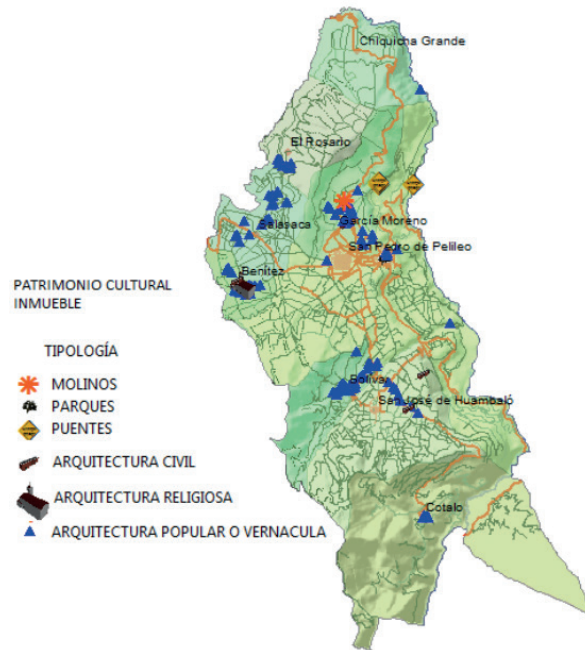 Chiquicha Grande
El Rosario
Salasaca
García Moreno
San Pedro de Pelileo
Benítez
PATRIMONIO CULTURAL
INMUEBLE
TIPOLOGÍA
MOLINOS
PARQUES
PUENTES
ARQUITECTURA CIVIL
ARQUITECTURA RELIGIOSA
ARQUITECTURA POPULAR O VERNACULA
Bolívar
San José de Huambaló
Cotalo